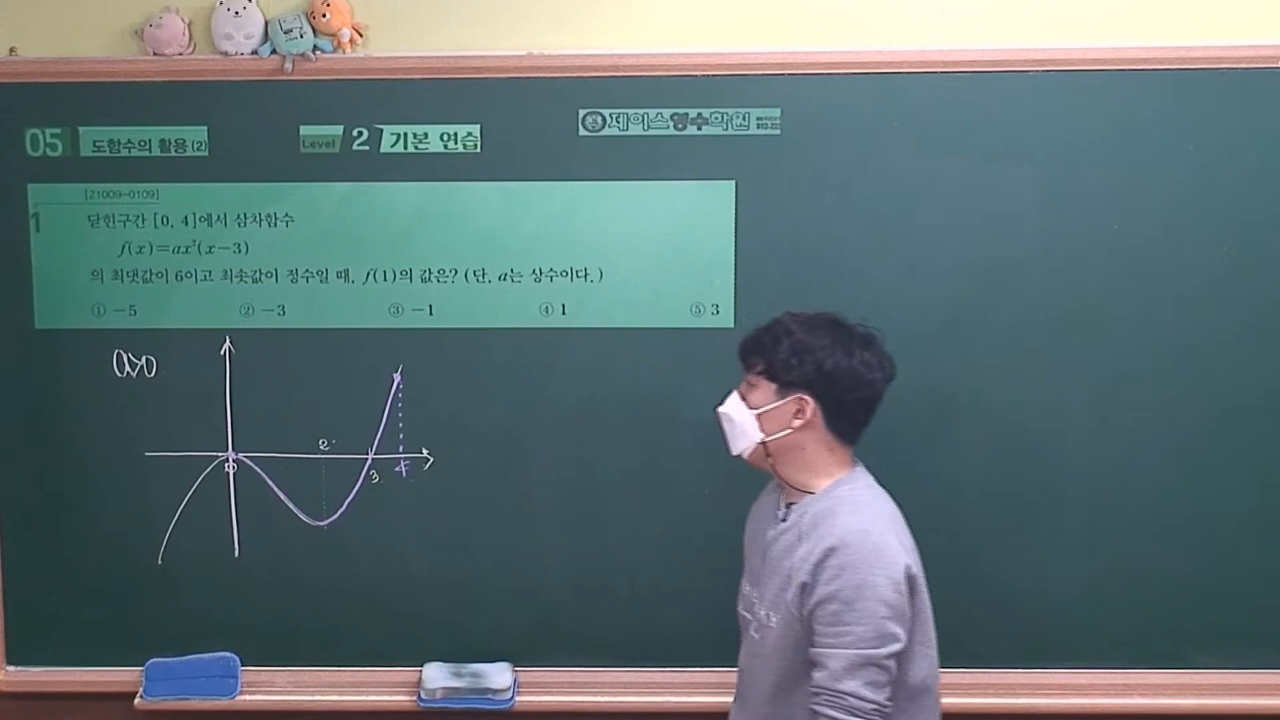 05 도함수의 활용 (2) Level 2 기본 연습
제이스영수학원
[21009-0109]
1 닫힌구간 [0, 4]에서 삼차함수
f(x)=ax²(x-3)
의 최댓값이 6이고 최솟값이 정수일 때, f(1)의 값은? (단, a는 상수이다.)
① -5 ② -3 ③ -1 ④ 1 ⑤ 3
a>0
2
0 3 4